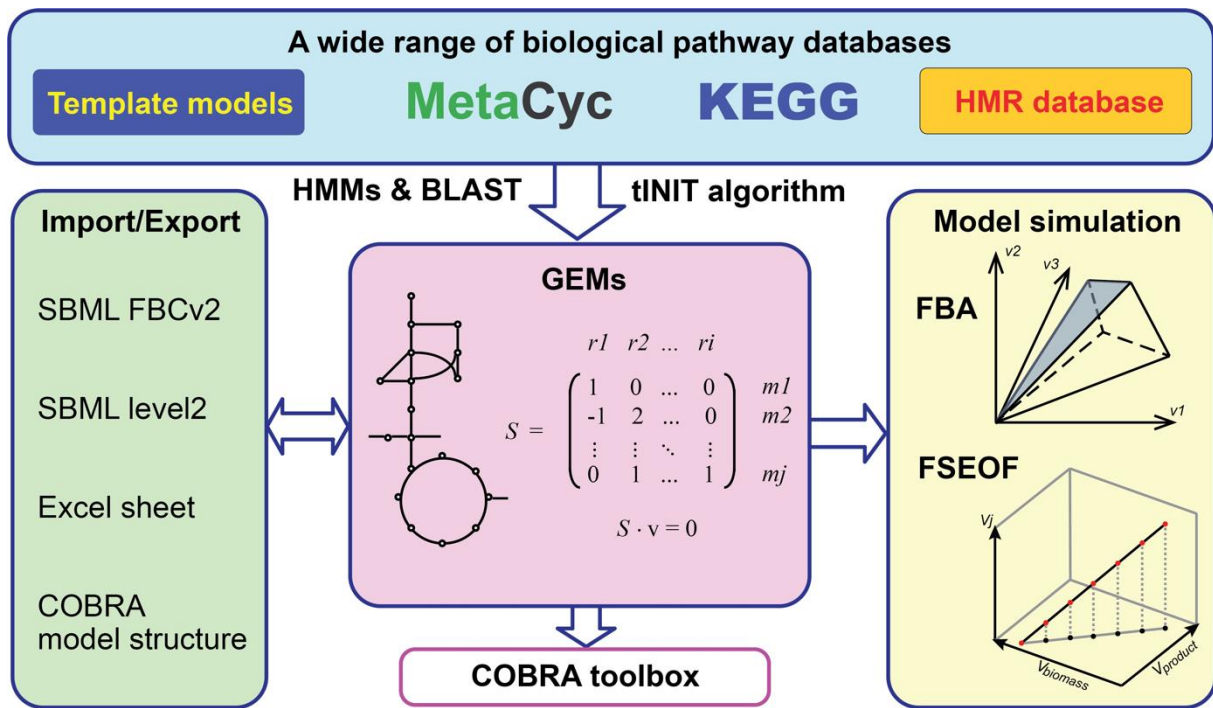 A wide range of biological pathway databases
Template models
MetaCyc
KEGG
HMR database
HMMs & BLAST
tINIT algorithm
Import/Export
SBML FBCv2
SBML level2
Excel sheet
COBRA
model structure
GEMs
r1 r2 ... ri
1 0 ... 0 m1
-1 2 ... 0 m2
S =
⋮ ⋮ ⋱ ⋮
0 1 ... 1 mj
S · v = 0
COBRA toolbox
Model simulation
v2
v3
FBA
v1
FSEOF
Vj
Vbiomass
Vproduct